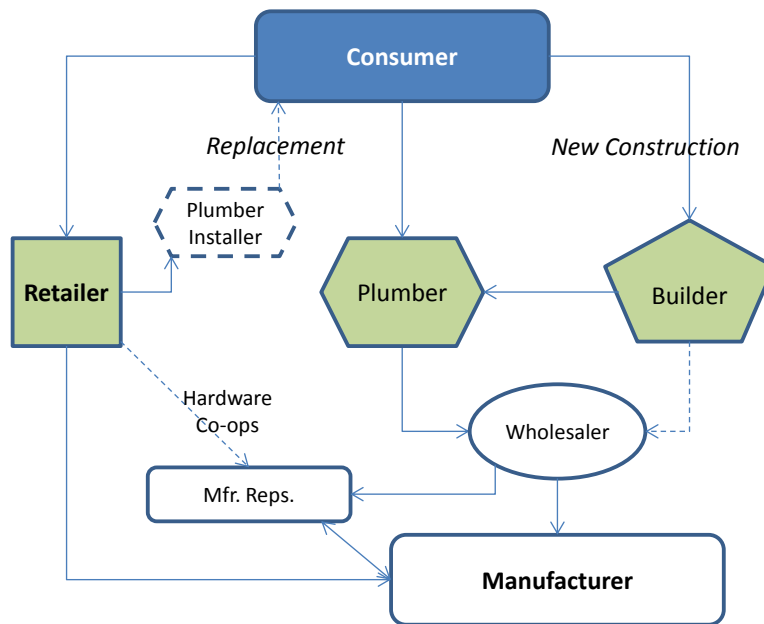 Consumer
Replacement
New Construction
Plumber
Installer
Retailer
Plumber
Builder
Hardware
Co-ops
Wholesaler
Mfr. Reps.
Manufacturer